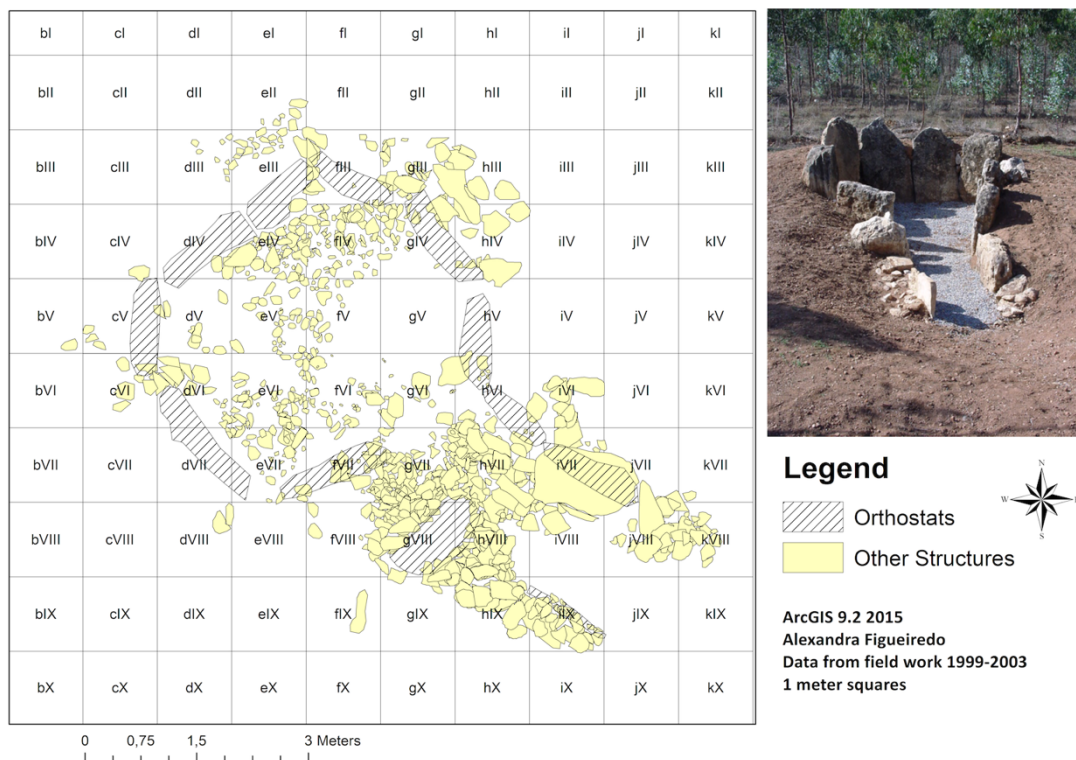 bI cI dI eI fI gI hI iI jI kI
bII cII dII eII fII gII hII iII jII kII
bIII cIII dIII eIII fIII gIII hIII iIII jIII kIII
bIV cIV dIV eIV fIV gIV hIV iIV jIV kIV
bV cV dV eV fV gV hV iV jV kV
bVI cVI dVI eVI fVI gVI hVI iVI jVI kVI
bVII cVII dVII eVII fVII gVII hVII iVII jVII kVII
bVIII cVIII dVIII eVIII fVIII gVIII hVIII iVIII jVIII kVIII
bIX cIX dIX eIX fIX gIX hIX iIX jIX kIX
bX cX dX eX fX gX hX iX jX kX
0 0,75 1,5 3 Meters
Legend
N
W E
S
Orthostats
Other Structures
ArcGIS 9.2 2015
Alexandra Figueiredo
Data from field work 1999-2003
1 meter squares